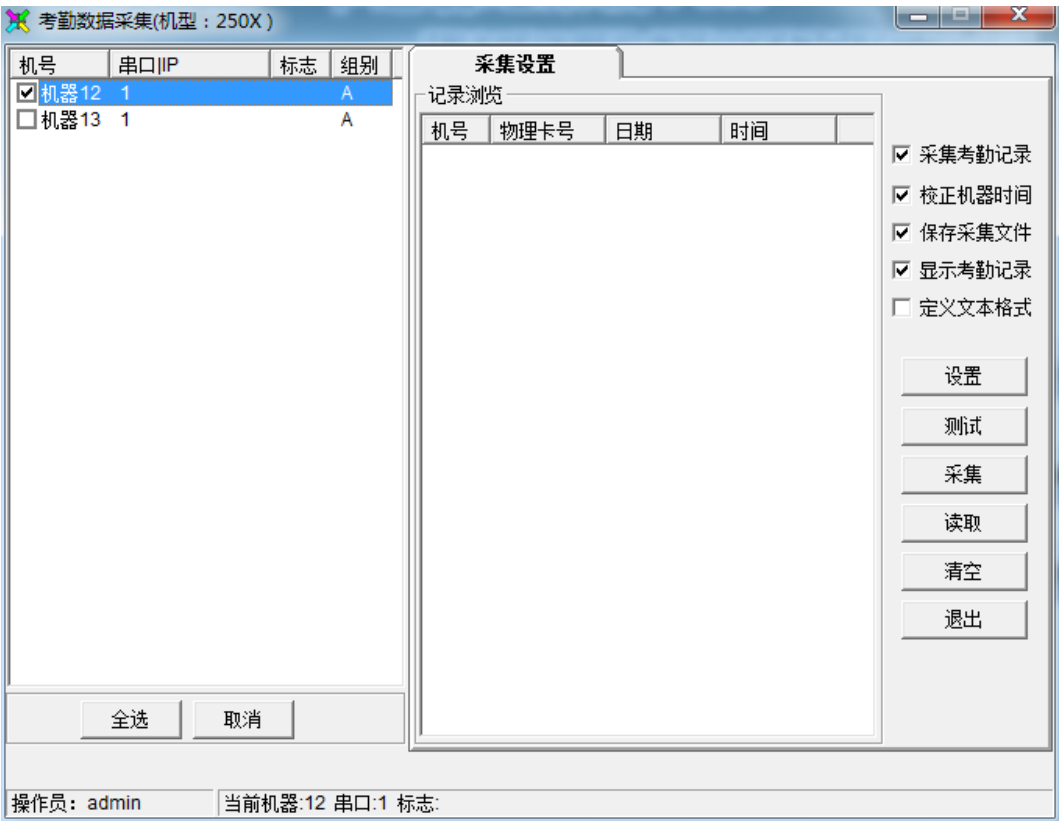 考勤数据采集(机型：250X)
机号 串口|IP 标志 组别
机器12 1 A
机器13 1 A
全选 取消
采集设置
记录浏览
机号 物理卡号 日期 时间
采集考勤记录
校正机器时间
保存采集文件
显示考勤记录
定义文本格式
设置
测试
采集
读取
清空
退出
操作员：admin 当前机器:12 串口:1 标志: